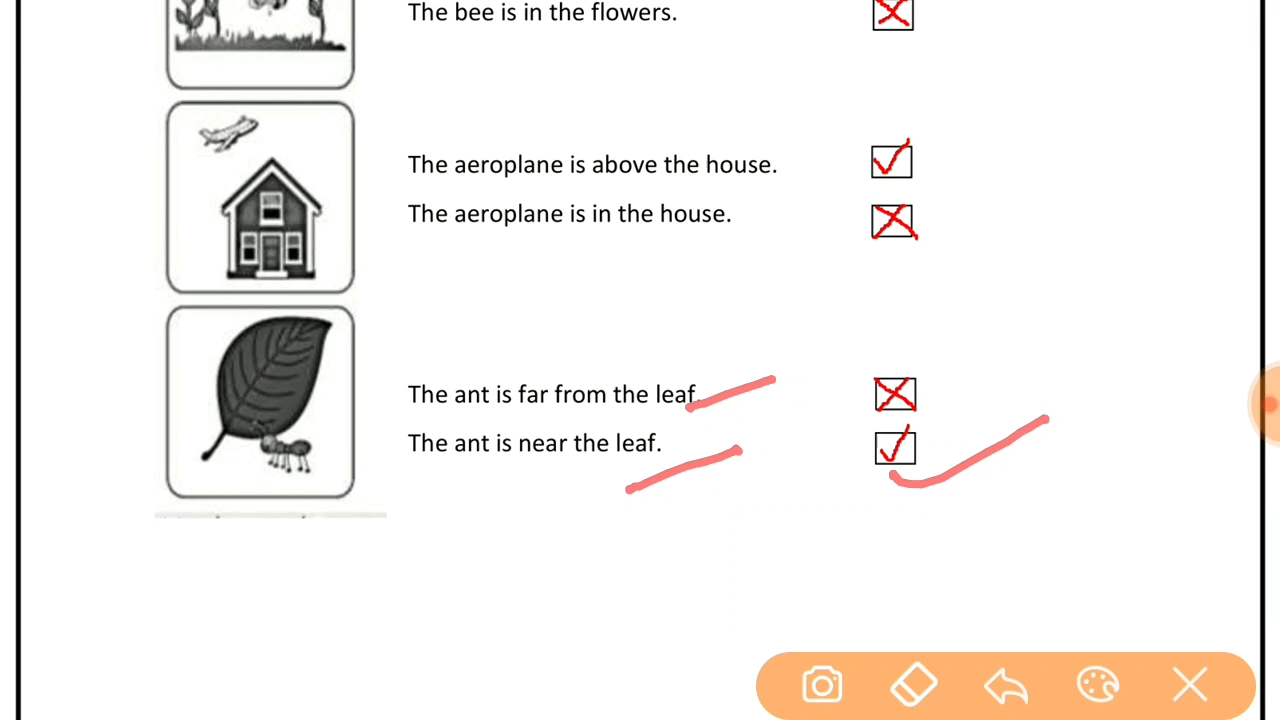 The bee is in the flowers.
The aeroplane is above the house.
The aeroplane is in the house.
The ant is far from the leaf.
The ant is near the leaf.